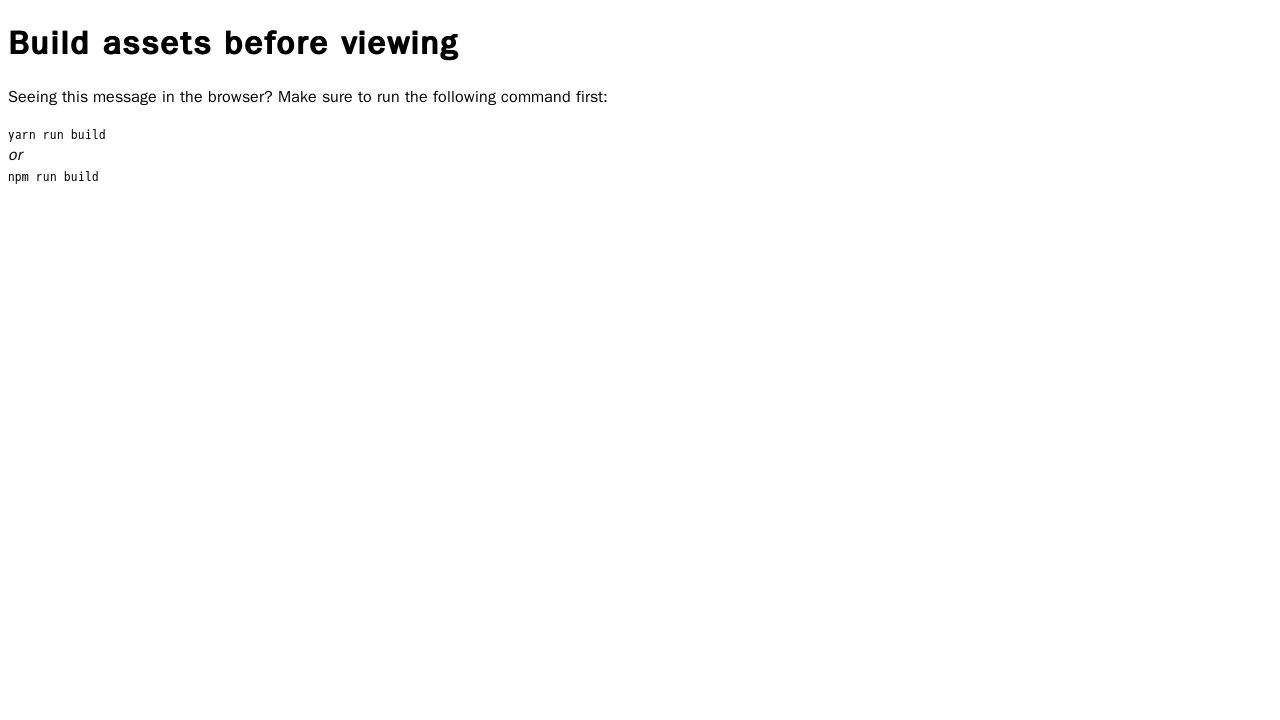 Build assets before viewing
Seeing this message in the browser? Make sure to run the following command first:
yarn run build
or
npm run build